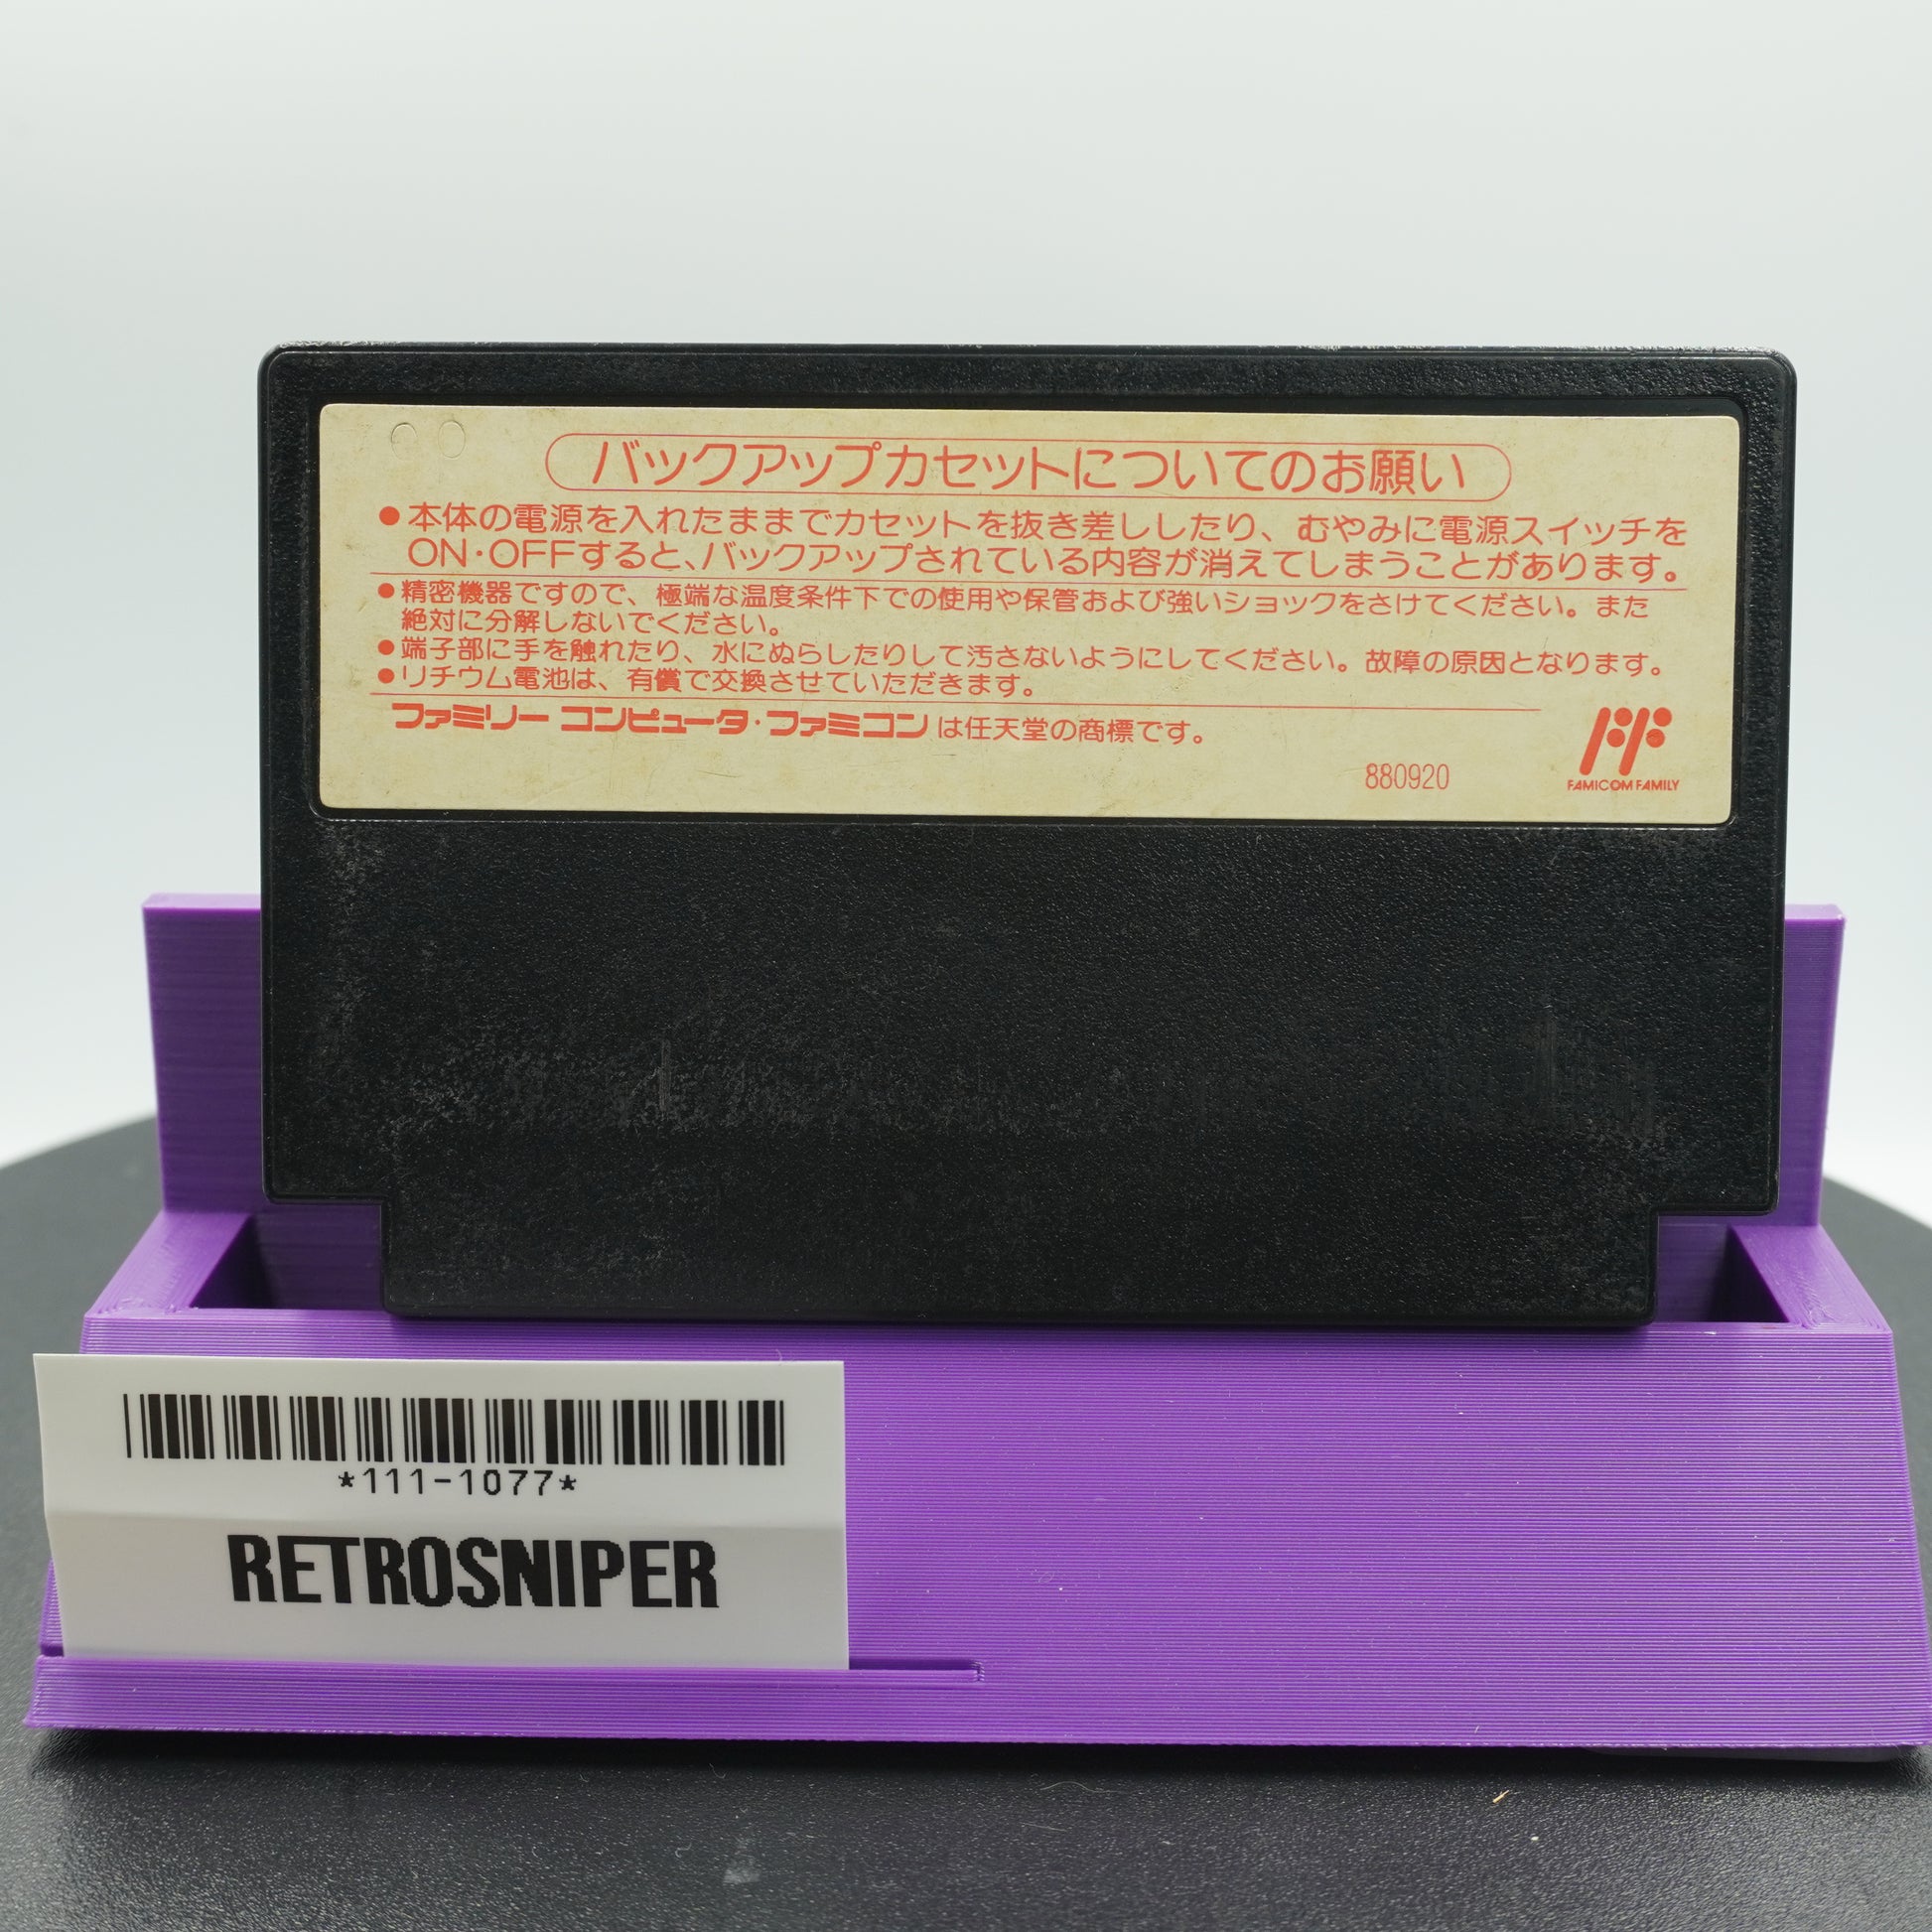 バックアップカセットについてのお願い
●本体の電源を入れたままでカセットを抜き差ししたり、むやみに電源スイッチを
ON・OFFすると、バックアップされている内容が消えてしまうことがあります。
●精密機器ですので、極端な温度条件下での使用や保管および強いショックをさけてください。また
絶対に分解しないでください。
●端子部に手を触れたり、水にぬらしたりして汚さないようにしてください。故障の原因となります。
●リチウム電池は、有償で交換させていただきます。
ファミリー コンピュータ・ファミコン は任天堂の商標です。
880920
FAMICOM FAMILY
*111-1077*
RETROSNIPER